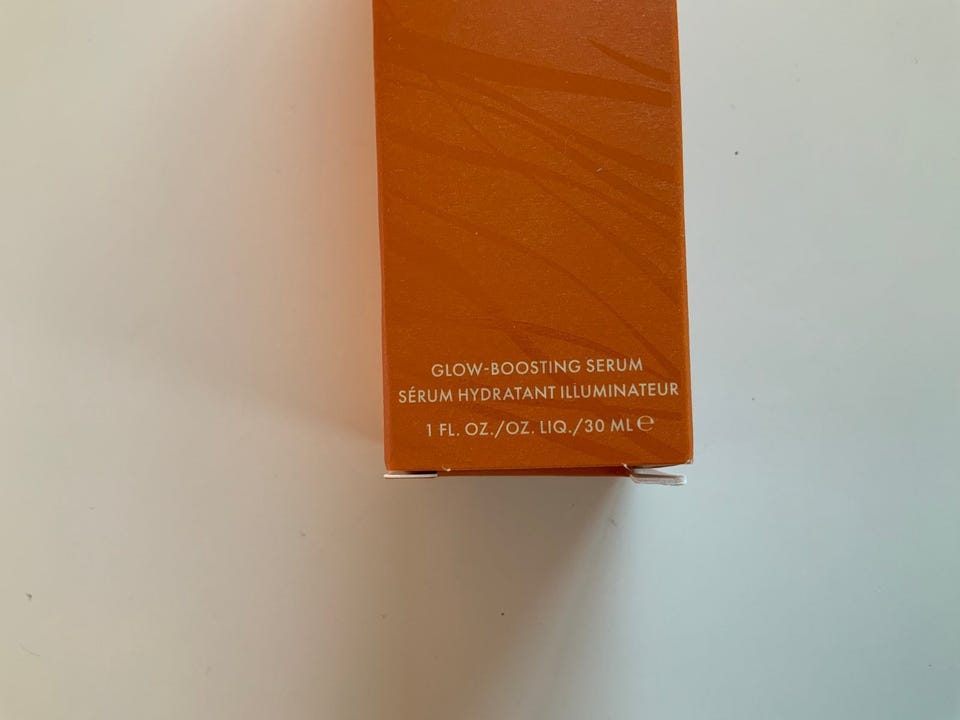 GLOW-BOOSTING SERUM
SÉRUM HYDRATANT ILLUMINATEUR
1 FL. OZ./OZ. LIQ./30 ML ℮